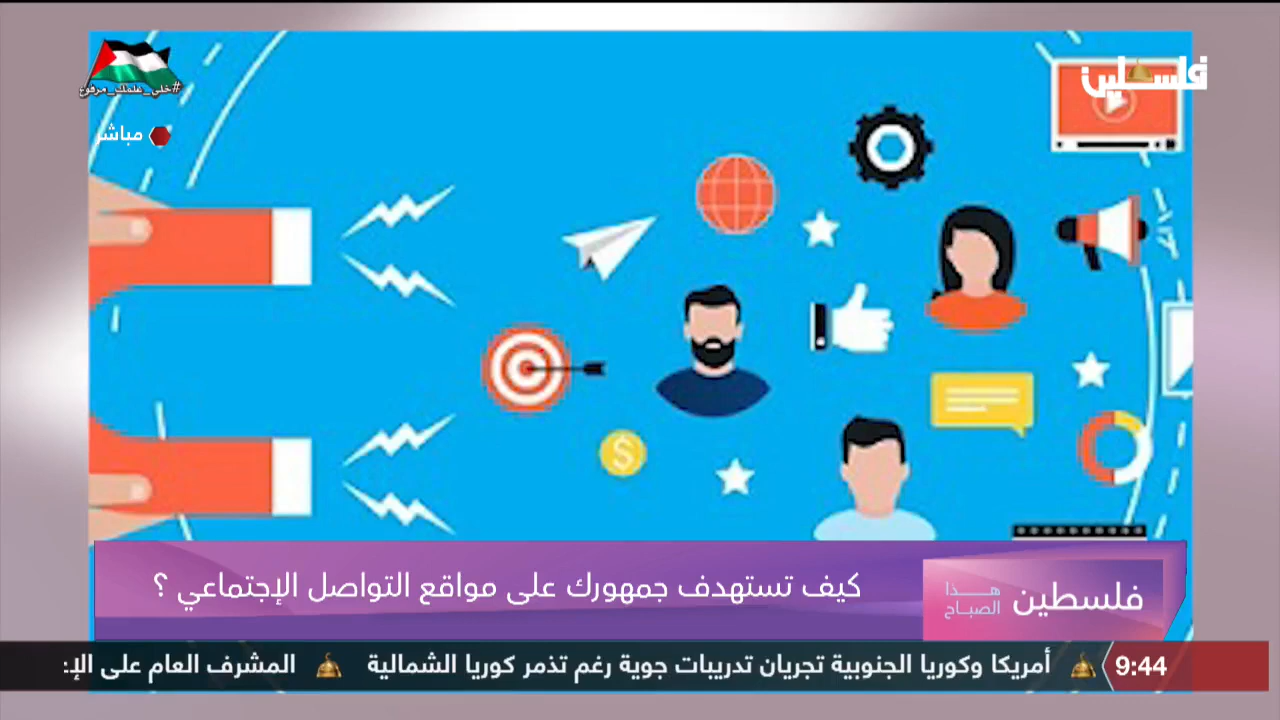 فلسطين
#خلي_علمك_مرفوع
مباشر
$
كيف تستهدف جمهورك على مواقع التواصل الإجتماعي ؟
فلسطين
هذا
الصباح
9:44
أمريكا وكوريا الجنوبية تجريان تدريبات جوية رغم تذمر كوريا الشمالية
المشرف العام على الإع